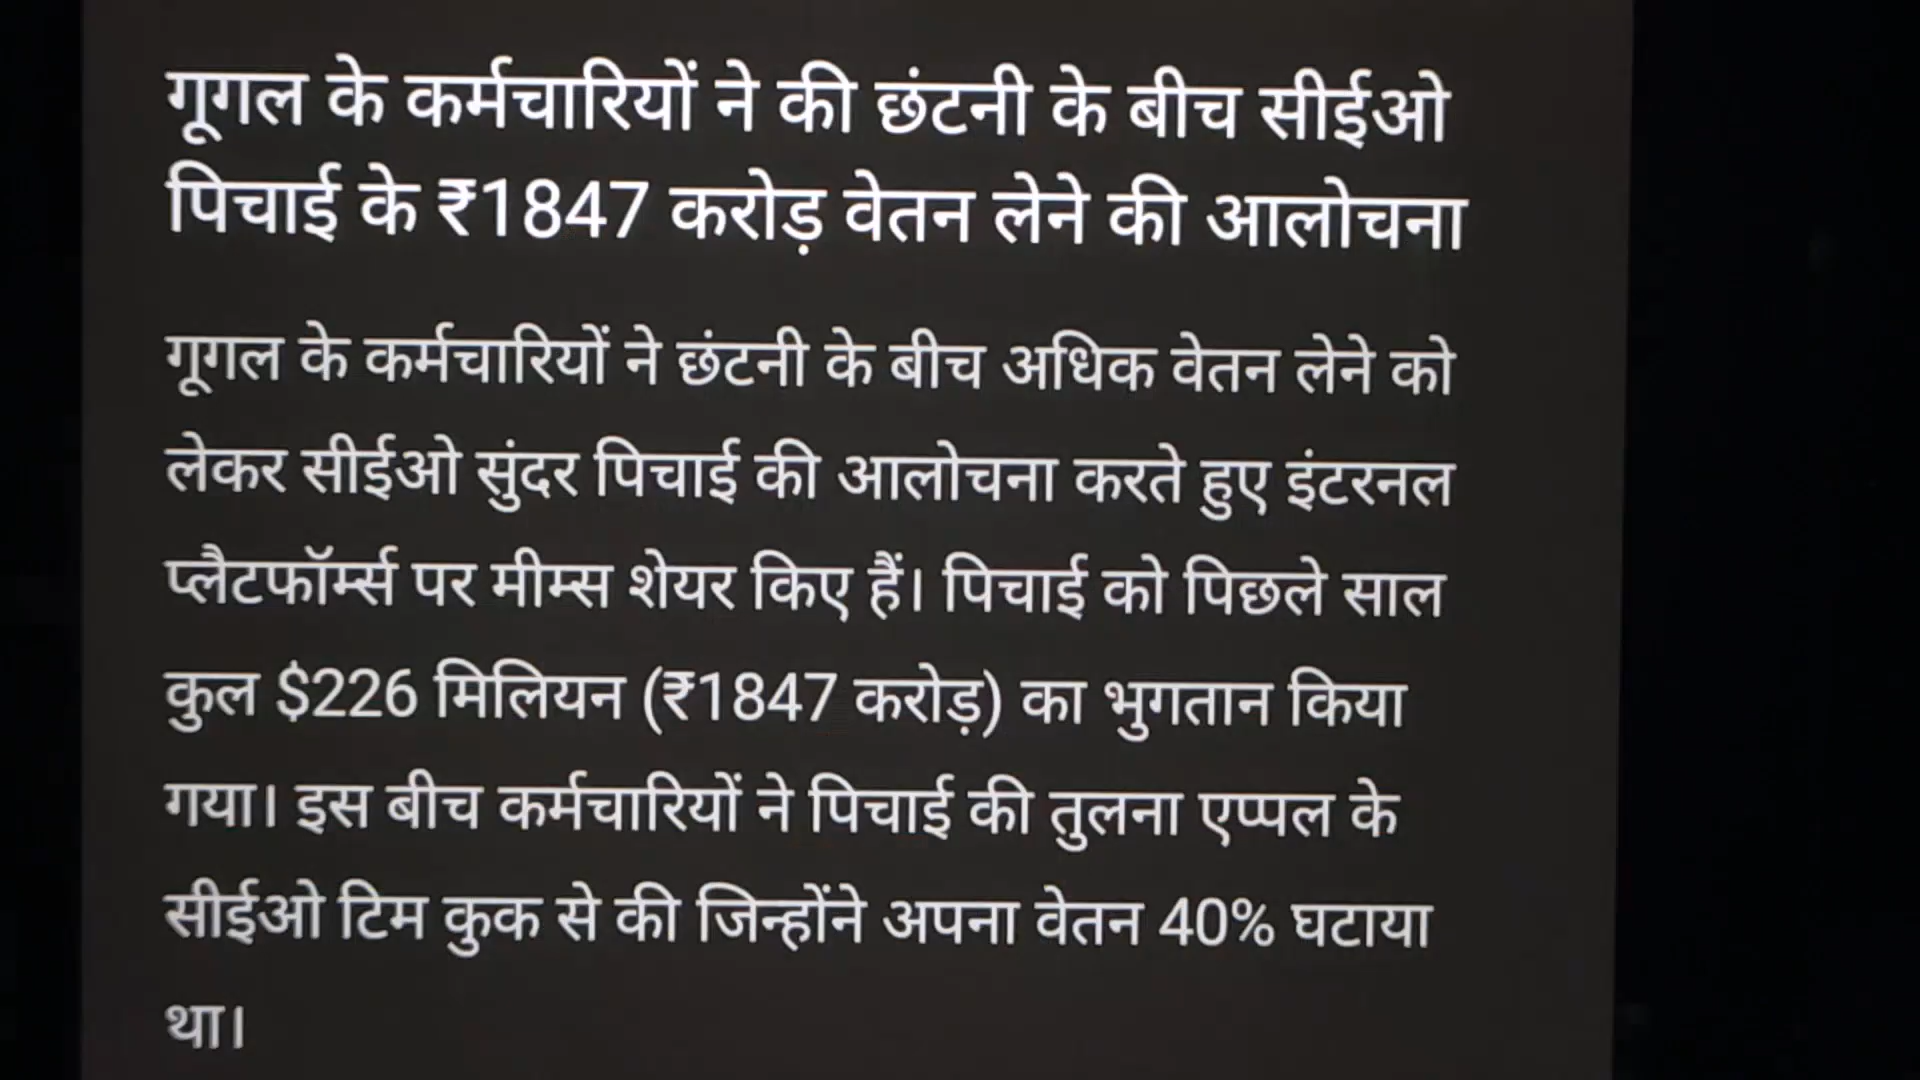 गूगल के कर्मचारियों ने की छंटनी के बीच सीईओ
पिचाई के ₹1847 करोड़ वेतन लेने की आलोचना
गूगल के कर्मचारियों ने छंटनी के बीच अधिक वेतन लेने को
लेकर सीईओ सुंदर पिचाई की आलोचना करते हुए इंटरनल
प्लैटफॉर्म्स पर मीम्स शेयर किए हैं। पिचाई को पिछले साल
कुल $226 मिलियन (₹1847 करोड़) का भुगतान किया
गया। इस बीच कर्मचारियों ने पिचाई की तुलना एप्पल के
सीईओ टिम कुक से की जिन्होंने अपना वेतन 40% घटाया
था।